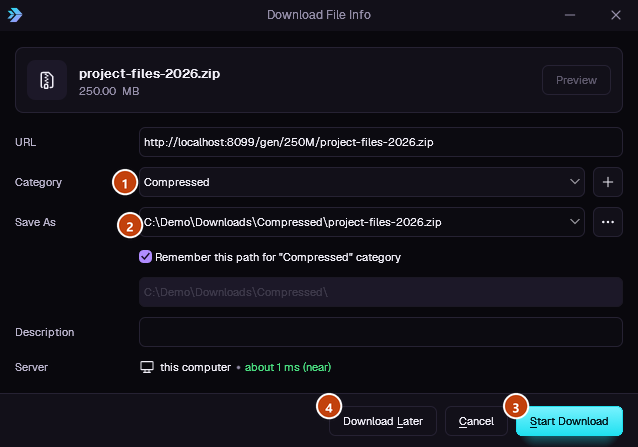 Download File Info
project-files-2026.zip
250.00 MB
Preview
URL
http://localhost:8099/gen/250M/project-files-2026.zip
Category
1
Compressed
Save As
2
C:\Demo\Downloads\Compressed\project-files-2026.zip
Remember this path for "Compressed" category
C:\Demo\Downloads\Compressed\
Description
Server
this computer • about 1 ms (near)
4
Download Later
Cancel
3
Start Download